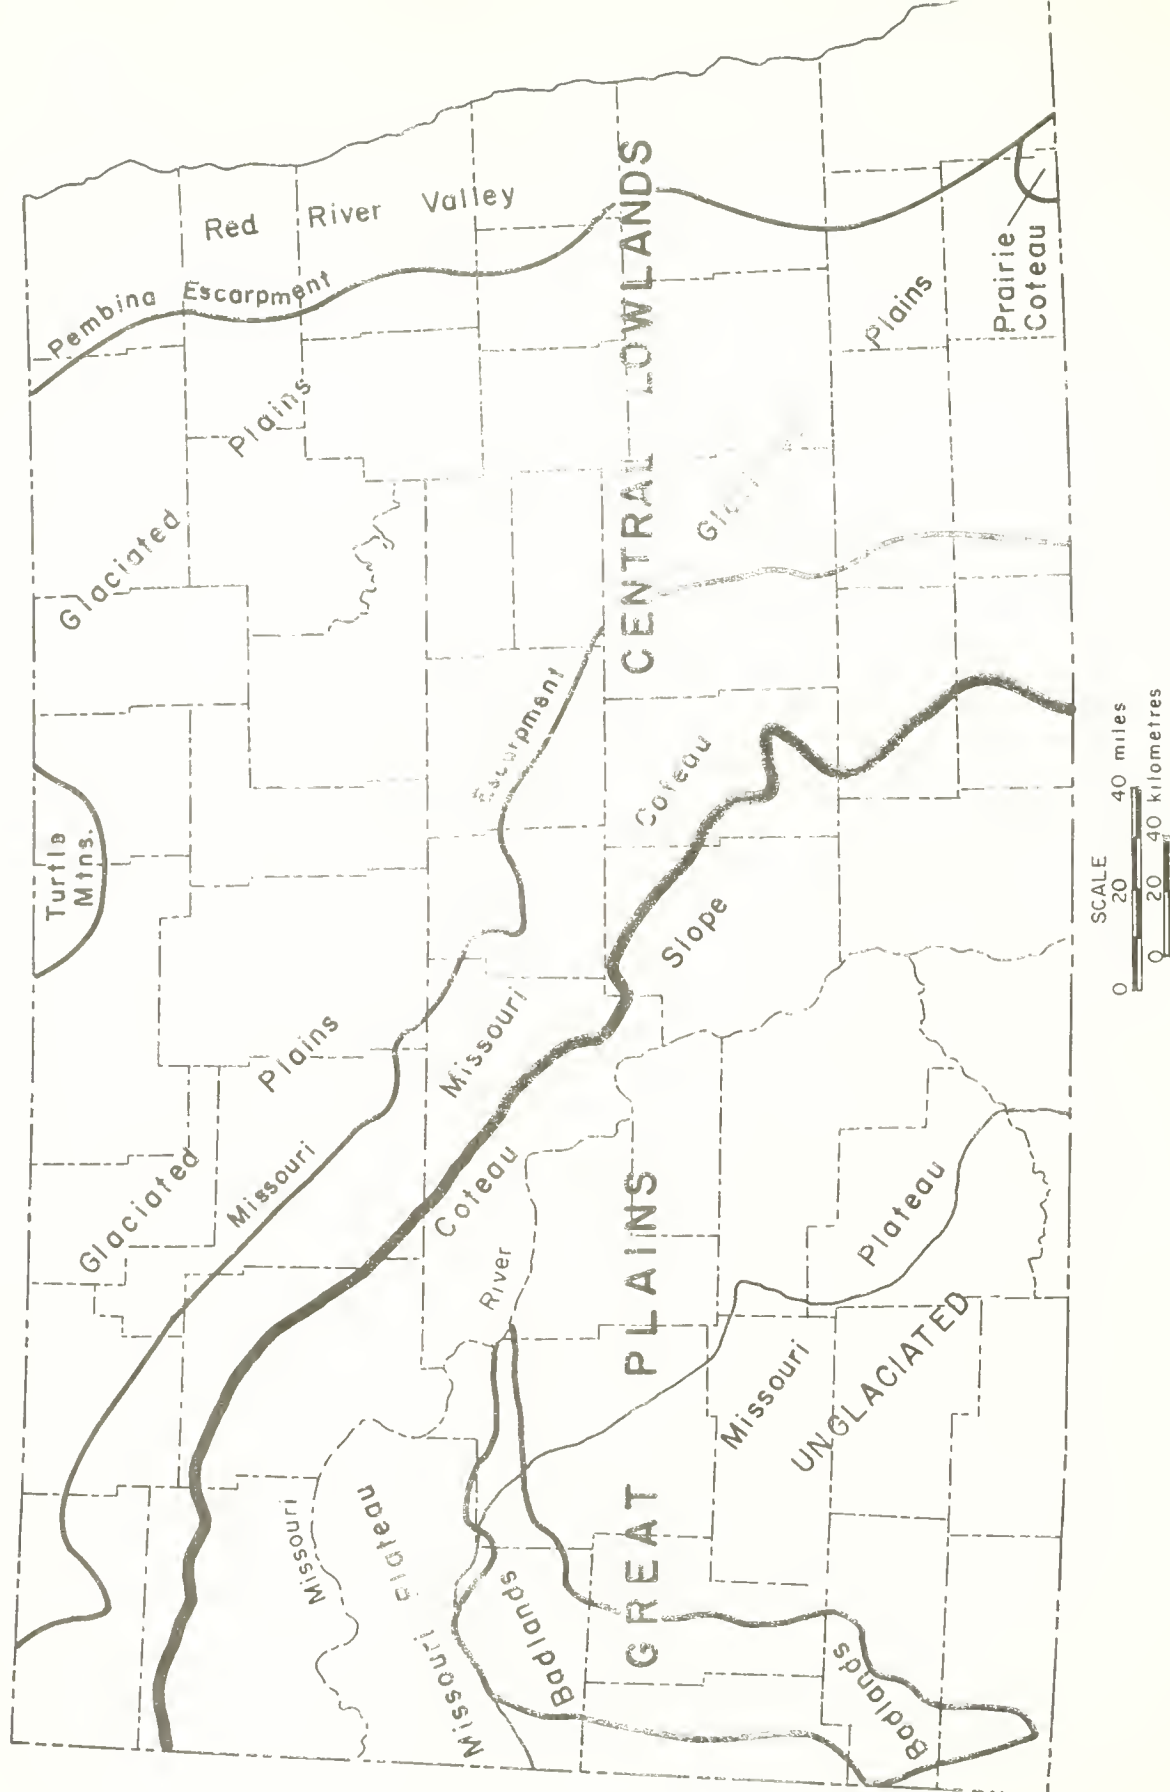 Turtle
Mtns.
Glaciated
Plains
Pembina Escarpment
Red River Valley
Glaciated
Plains
Missouri
Escarpment
CENTRAL LOWLANDS
Plains
Prairie
Coteau
Missouri
Coteau
Coteau
Slope
River
Missouri
Missouri Plateau
GREAT PLAINS
Missouri
Plateau
UNGLACIATED
Badlands
Badlands
SCALE
0 20 40 miles
0 20 40 kilometres